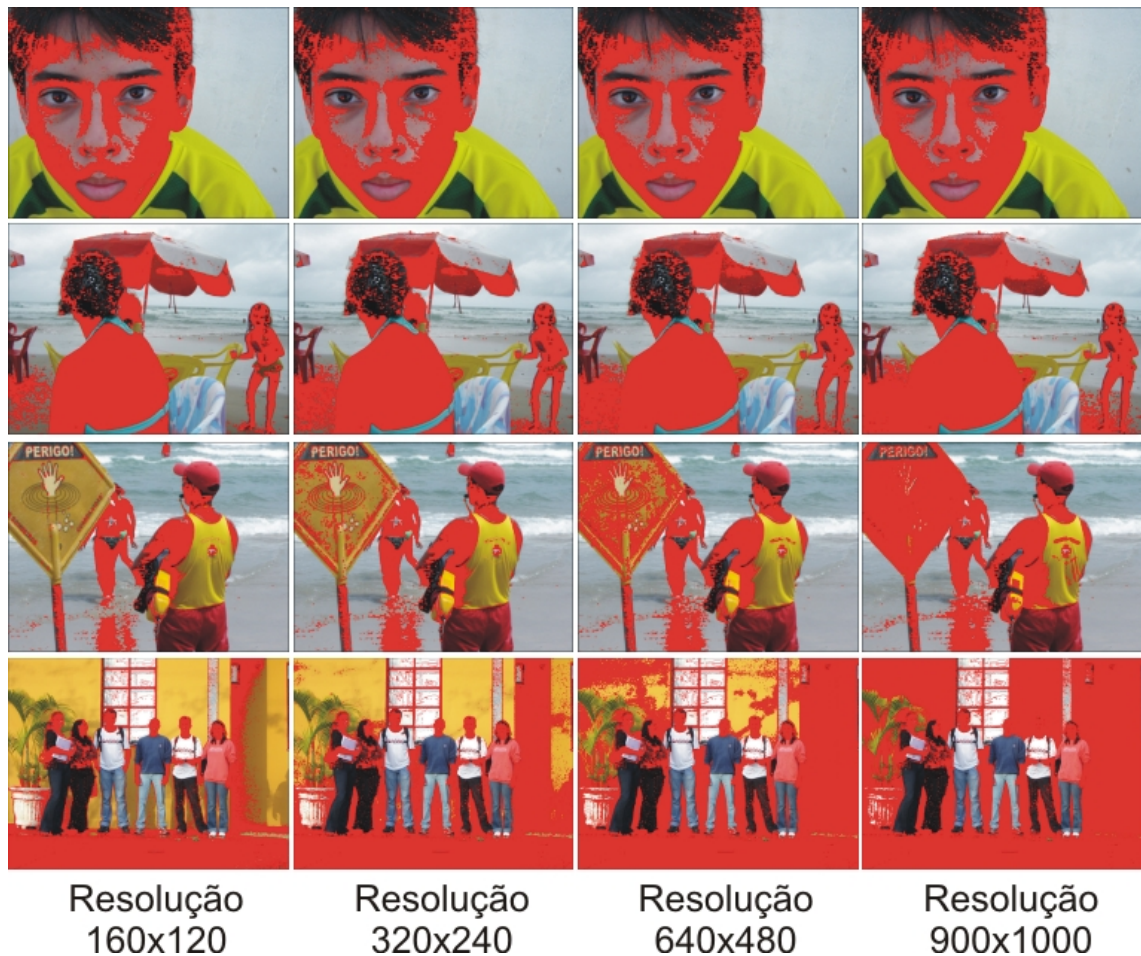 PERIGO!
PERIGO!
PERIGO!
PERIGO!
Resolução
160x120
Resolução
320x240
Resolução
640x480
Resolução
900x1000